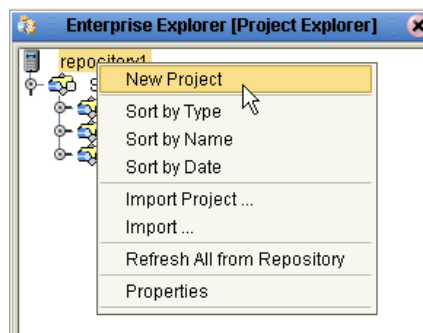 Enterprise Explorer [Project Explorer]
repository1
New Project
Sort by Type
Sort by Name
Sort by Date
Import Project ...
Import ...
Refresh All from Repository
Properties